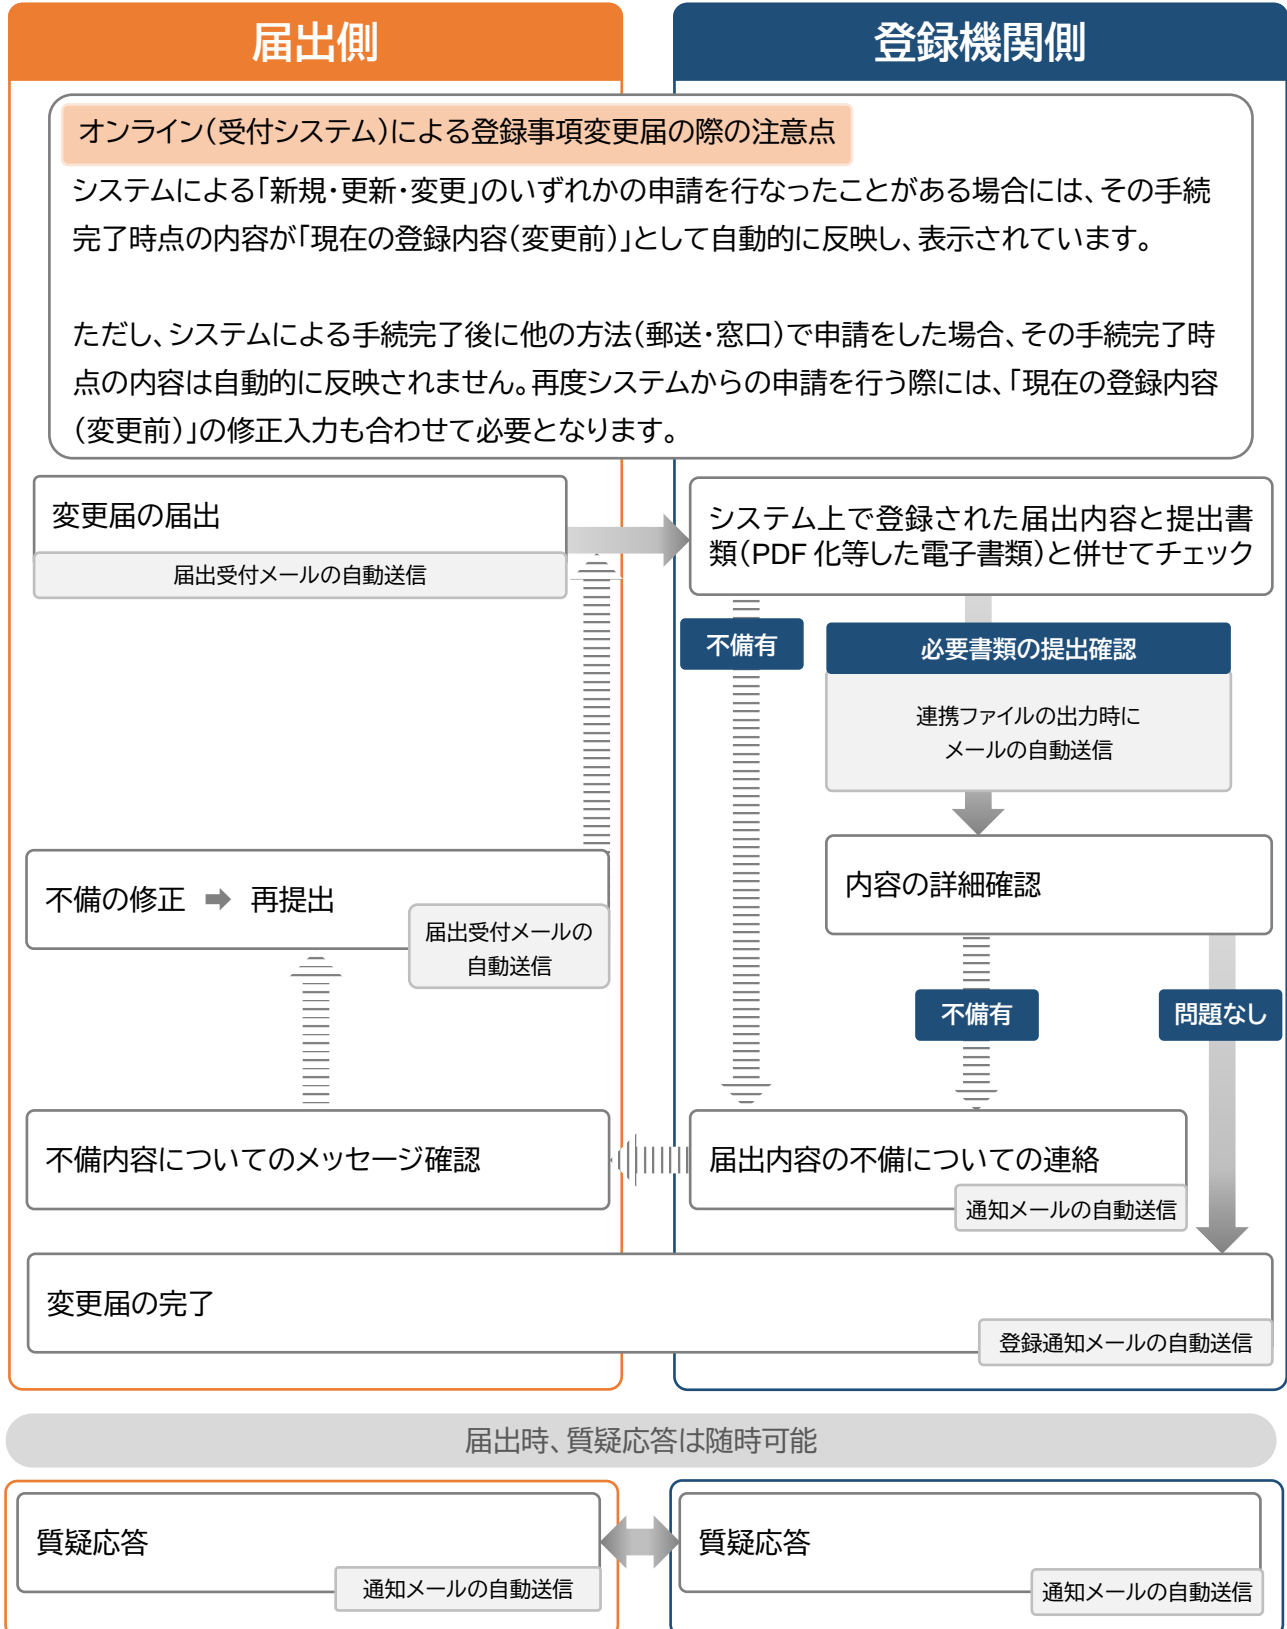 届出側
登録機関側
オンライン(受付システム)による登録事項変更届の際の注意点
システムによる「新規・更新・変更」のいずれかの申請を行なったことがある場合には、その手続
完了時点の内容が「現在の登録内容(変更前)」として自動的に反映し、表示されています。
ただし、システムによる手続完了後に他の方法(郵送・窓口)で申請をした場合、その手続完了時
点の内容は自動的に反映されません。再度システムからの申請を行う際には、「現在の登録内容
(変更前)」の修正入力も合わせて必要となります。
変更届の届出
届出受付メールの自動送信
システム上で登録された届出内容と提出書
類(PDF 化等した電子書類)と併せてチェック
不備有
必要書類の提出確認
連携ファイルの出力時に
メールの自動送信
不備の修正 ➡ 再提出
届出受付メールの
自動送信
内容の詳細確認
不備有
問題なし
不備内容についてのメッセージ確認
届出内容の不備についての連絡
通知メールの自動送信
変更届の完了
登録通知メールの自動送信
届出時、質疑応答は随時可能
質疑応答
通知メールの自動送信
質疑応答
通知メールの自動送信